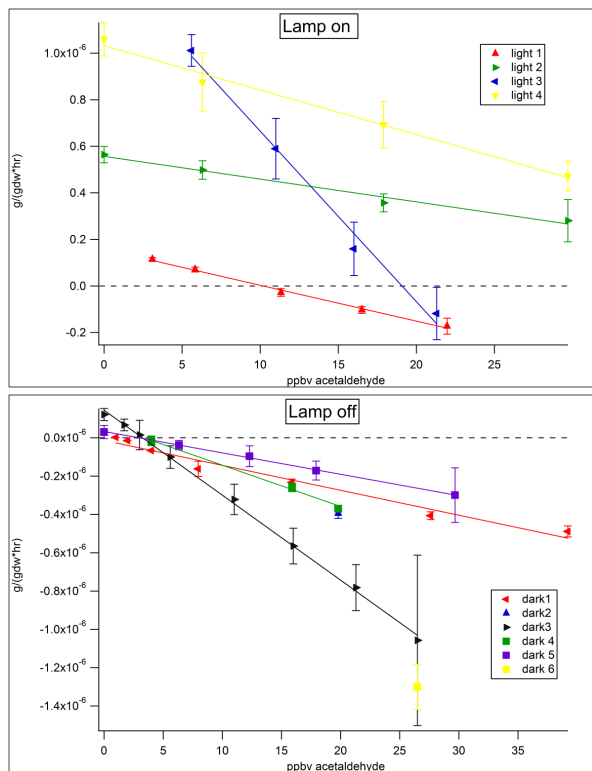 Lamp on
1.0x10-6
0.8
0.6
0.4
0.2
0.0
-0.2
g/(gdw*hr)
0
5
10
15
20
25
ppbv acetaldehyde
light 1
light 2
light 3
light 4
Lamp off
0.0x10-6
-0.2x10-6
-0.4x10-6
-0.6x10-6
-0.8x10-6
-1.0x10-6
-1.2x10-6
-1.4x10-6
g/(gdw*hr)
0
5
10
15
20
25
30
35
ppbv acetaldehyde
dark1
dark2
dark3
dark 4
dark 5
dark 6